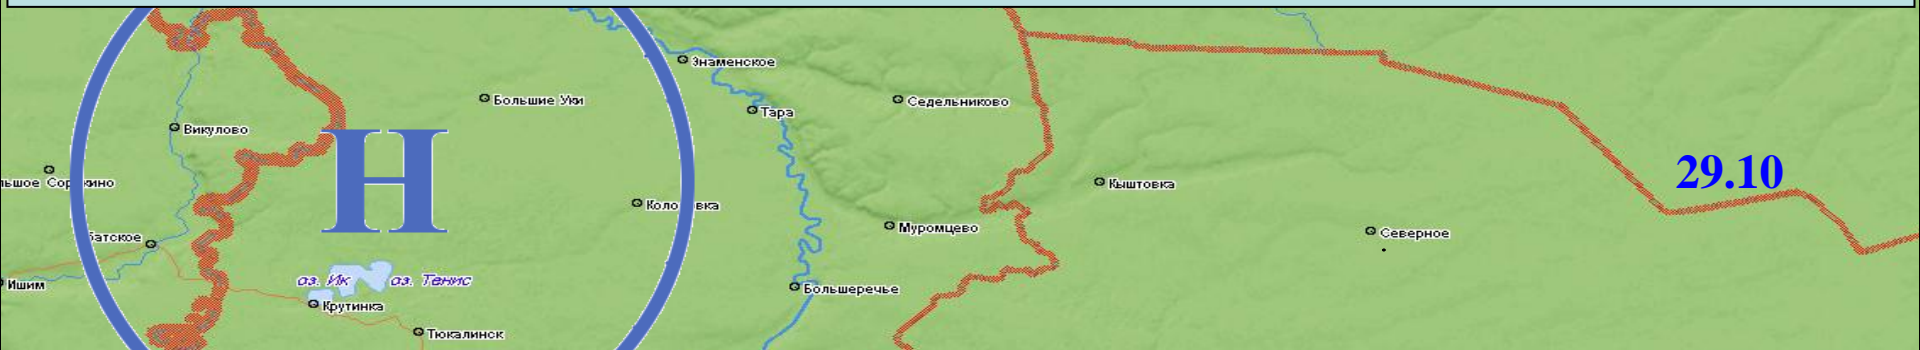 Знаменское
Большие Уки
Седельниково
Тара
Викулово
Н
29.10
Кыштовка
Муромцево
Северное
оз. Ик
оз. Тенис
Ишим
Большеречье
Крутинка
Тюкалинск